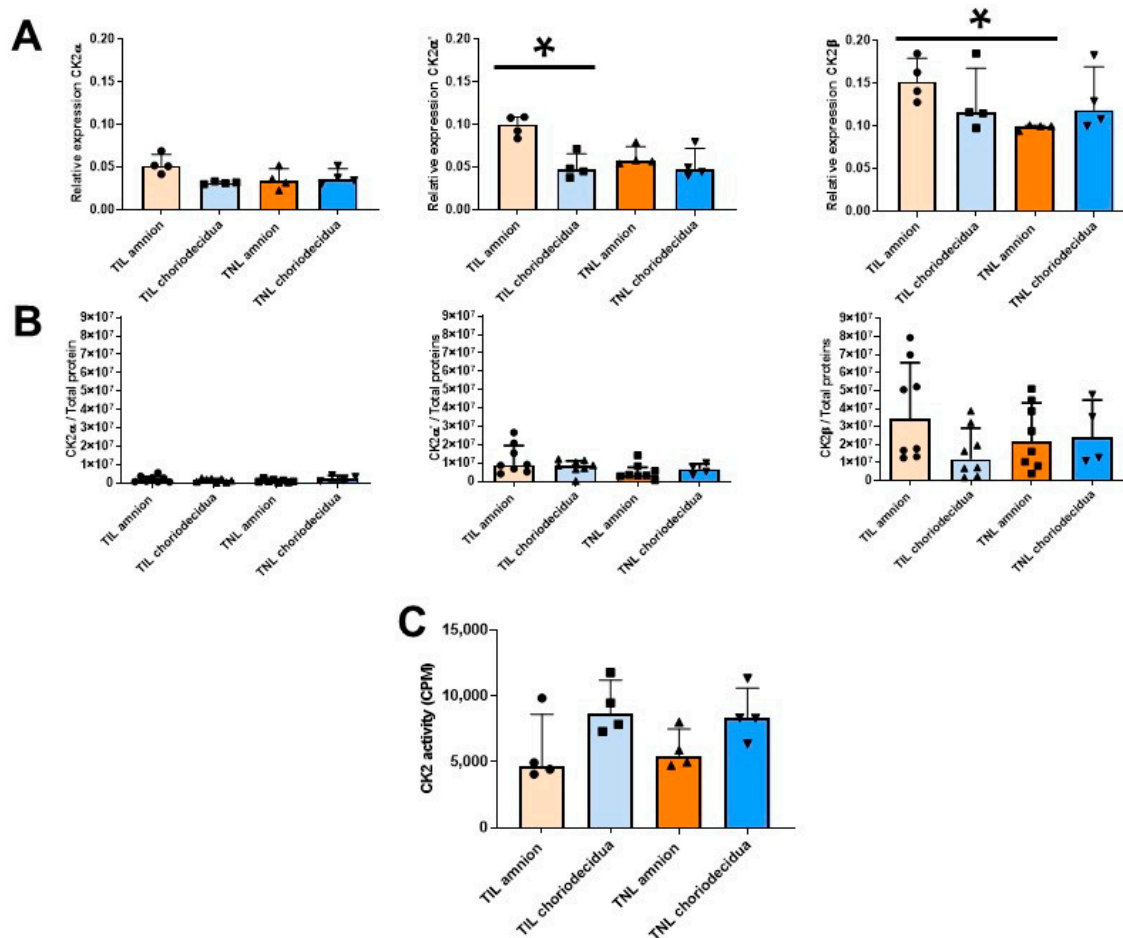 A
Relative expression CK2α
0.20
0.15
0.10
0.05
0.00
TIL amnion
TIL choriodecidua
TNL amnion
TNL choriodecidua
Relative expression CK2α'
0.20
0.15
0.10
0.05
0.00
*
TIL amnion
TIL choriodecidua
TNL amnion
TNL choriodecidua
Relative expression CK2β
0.20
0.15
0.10
0.05
0.00
*
TIL amnion
TIL choriodecidua
TNL amnion
TNL choriodecidua
B
CK2α / Total protein
9×10⁷
8×10⁷
7×10⁷
6×10⁷
5×10⁷
4×10⁷
3×10⁷
2×10⁷
1×10⁷
0
TIL amnion
TIL choriodecidua
TNL amnion
TNL choriodecidua
CK2α' / Total proteins
9×10⁷
8×10⁷
7×10⁷
6×10⁷
5×10⁷
4×10⁷
3×10⁷
2×10⁷
1×10⁷
0
TIL amnion
TIL choriodecidua
TNL amnion
TNL choriodecidua
CK2β / Total proteins
9×10⁷
8×10⁷
7×10⁷
6×10⁷
5×10⁷
4×10⁷
3×10⁷
2×10⁷
1×10⁷
0
TIL amnion
TIL choriodecidua
TNL amnion
TNL choriodecidua
C
CK2 activity (CPM)
15,000
10,000
5,000
0
TIL amnion
TIL choriodecidua
TNL amnion
TNL choriodecidua